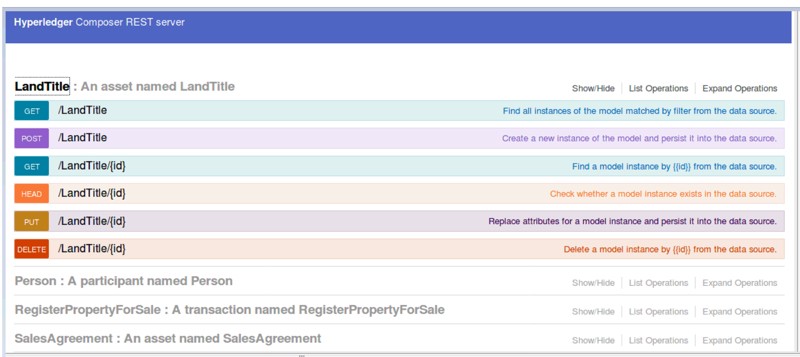 Hyperledger Composer REST server
LandTitle : An asset named LandTitle Show/Hide List Operations Expand Operations
GET /LandTitle Find all instances of the model matched by filter from the data source.
POST /LandTitle Create a new instance of the model and persist it into the data source.
GET /LandTitle/{id} Find a model instance by {{id}} from the data source.
HEAD /LandTitle/{id} Check whether a model instance exists in the data source.
PUT /LandTitle/{id} Replace attributes for a model instance and persist it into the data source.
DELETE /LandTitle/{id} Delete a model instance by {{id}} from the data source.
Person : A participant named Person Show/Hide List Operations Expand Operations
RegisterPropertyForSale : A transaction named RegisterPropertyForSale Show/Hide List Operations Expand Operations
SalesAgreement : An asset named SalesAgreement Show/Hide List Operations Expand Operations